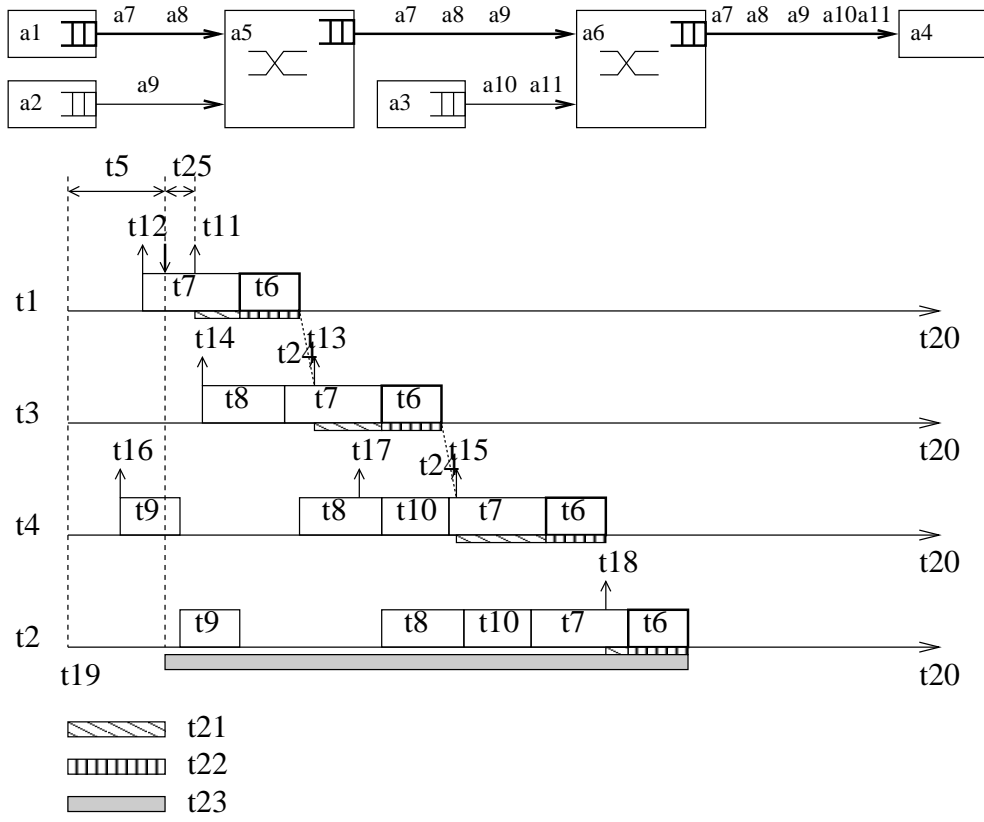 a7 a8 a7 a8 a9 a7 a8 a9 a10 a11
a1 a5 a6 a4
a9 a10 a11
a2 a3
t5 t25
t12 t11
t7 t6
t1
t20
t14 t24 t13
t8 t7 t6
t3
t20
t16 t17 t24 t15
t9 t8 t10 t7 t6
t4
t20
t18
t9 t8 t10 t7 t6
t2
t19 t20
t21
t22
t23